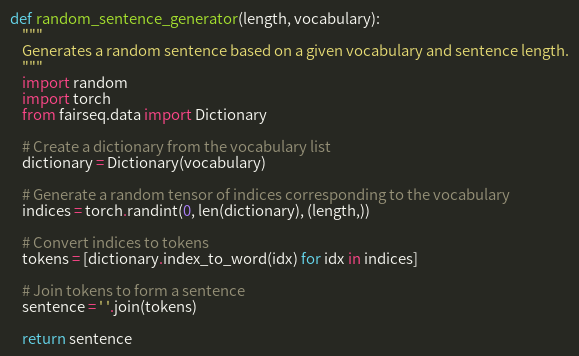 def random_sentence_generator(length, vocabulary):
    """
    Generates a random sentence based on a given vocabulary and sentence length.
    """
    import random
    import torch
    from fairseq.data import Dictionary

    # Create a dictionary from the vocabulary list
    dictionary = Dictionary(vocabulary)

    # Generate a random tensor of indices corresponding to the vocabulary
    indices = torch.randint(0, len(dictionary), (length,))

    # Convert indices to tokens
    tokens = [dictionary.index_to_word(idx) for idx in indices]

    # Join tokens to form a sentence
    sentence = ' '.join(tokens)

    return sentence